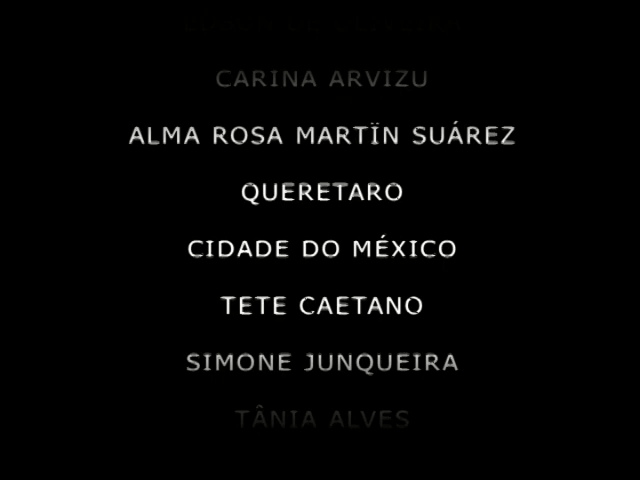 CARINA ARVIZU
ALMA ROSA MARTÏN SUÁREZ
QUERETARO
CIDADE DO MÉXICO
TETE CAETANO
SIMONE JUNQUEIRA
TÂNIA ALVES